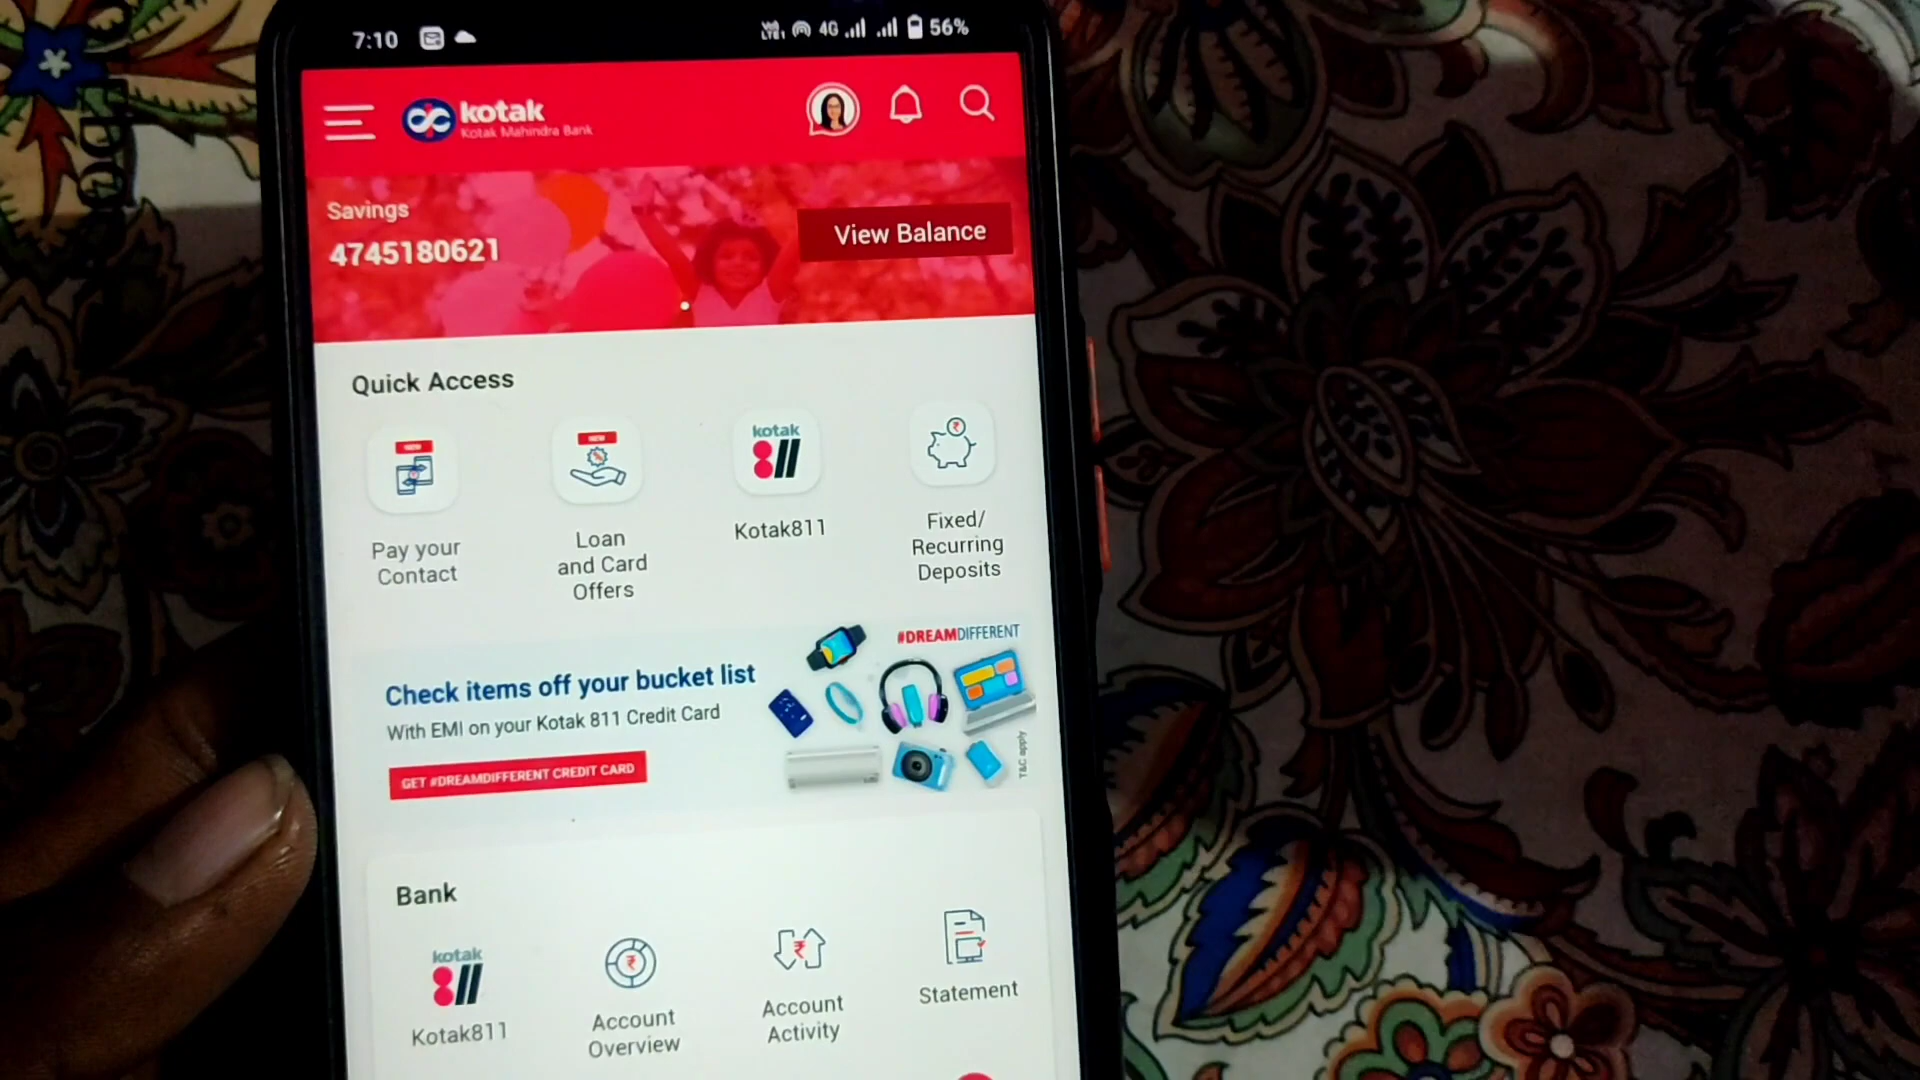 7:10
4G
56%
kotak
Kotak Mahindra Bank
Savings
4745180621
View Balance
Quick Access
NEW
NEW
kotak
811
Pay your
Contact
Loan
and Card
Offers
Kotak811
Fixed/
Recurring
Deposits
#DREAMDIFFERENT
Check items off your bucket list
With EMI on your Kotak 811 Credit Card
GET #DREAMDIFFERENT CREDIT CARD
T&C apply
Bank
kotak
811
Kotak811
Account
Overview
Account
Activity
Statement